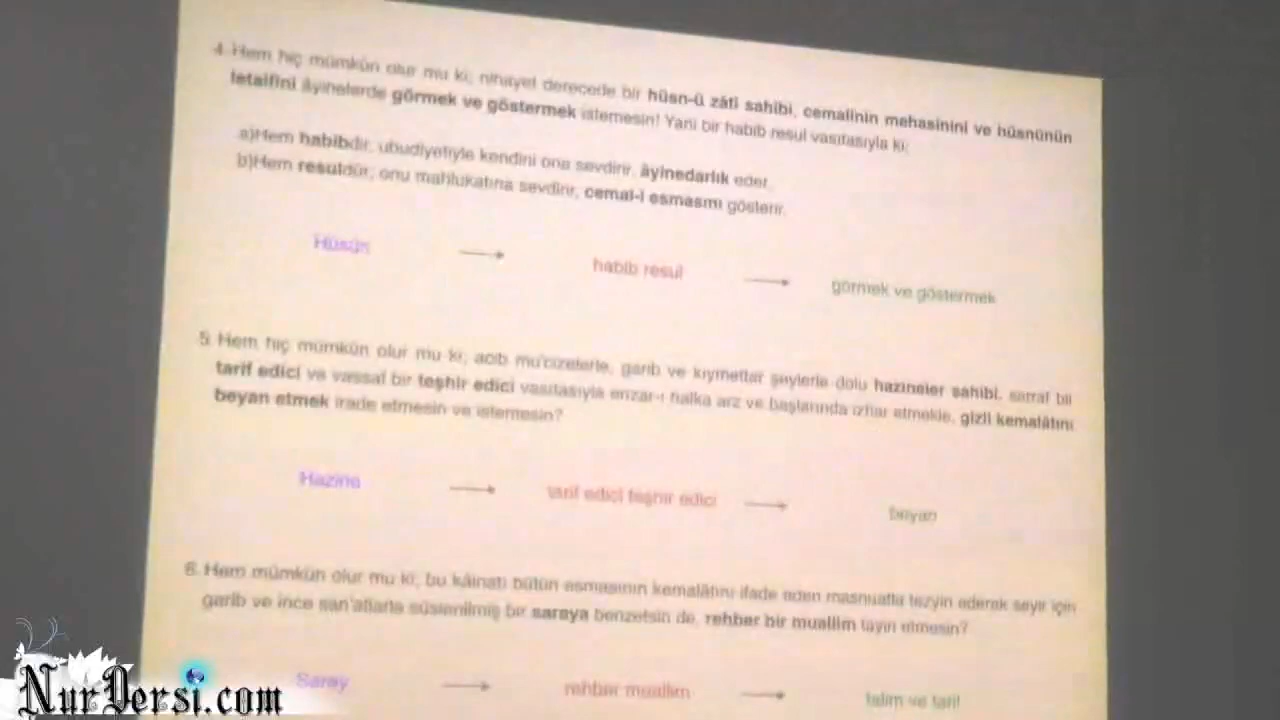 4. Hem hiç mümkün olur mu ki, nihayet derecede bir hüsn-ü zâtî sahibi, cemalinin mehasinini ve hüsnünün
letaifini âyinelerde görmek ve göstermek istemesin! Yani bir habib resul vasıtasıyla ki;
a)Hem habibdir, ubudiyetiyle kendini ona sevdirir, âyinedarlık eder.
b)Hem resuldür; onu mahlukatına sevdirir, cemal-i esmasını gösterir.
Hüsün → habib resul → görmek ve göstermek
5. Hem hiç mümkün olur mu ki, acib mu'cizelerle, garib ve kıymettar şeylerle dolu hazineler sahibi, sarraf bir
tarif edici ve vassaf bir teşhir edici vasıtasıyla enzar-ı halka arz ve başlarında izhar etmekle, gizli kemalâtını
beyan etmek irade etmesin ve istemesin?
Hazine → tarif edici teşhir edici → beyan
6. Hem mümkün olur mu ki, bu kâinatı bütün esmasının kemalâtını ifade eden masnuatla tezyin ederek seyir için
garib ve ince san'atlarla süslenilmiş bir saraya benzetsin de, rehber bir muallim tayin etmesin?
Saray → rehber muallim → talim ve tarif
NurDersi.com